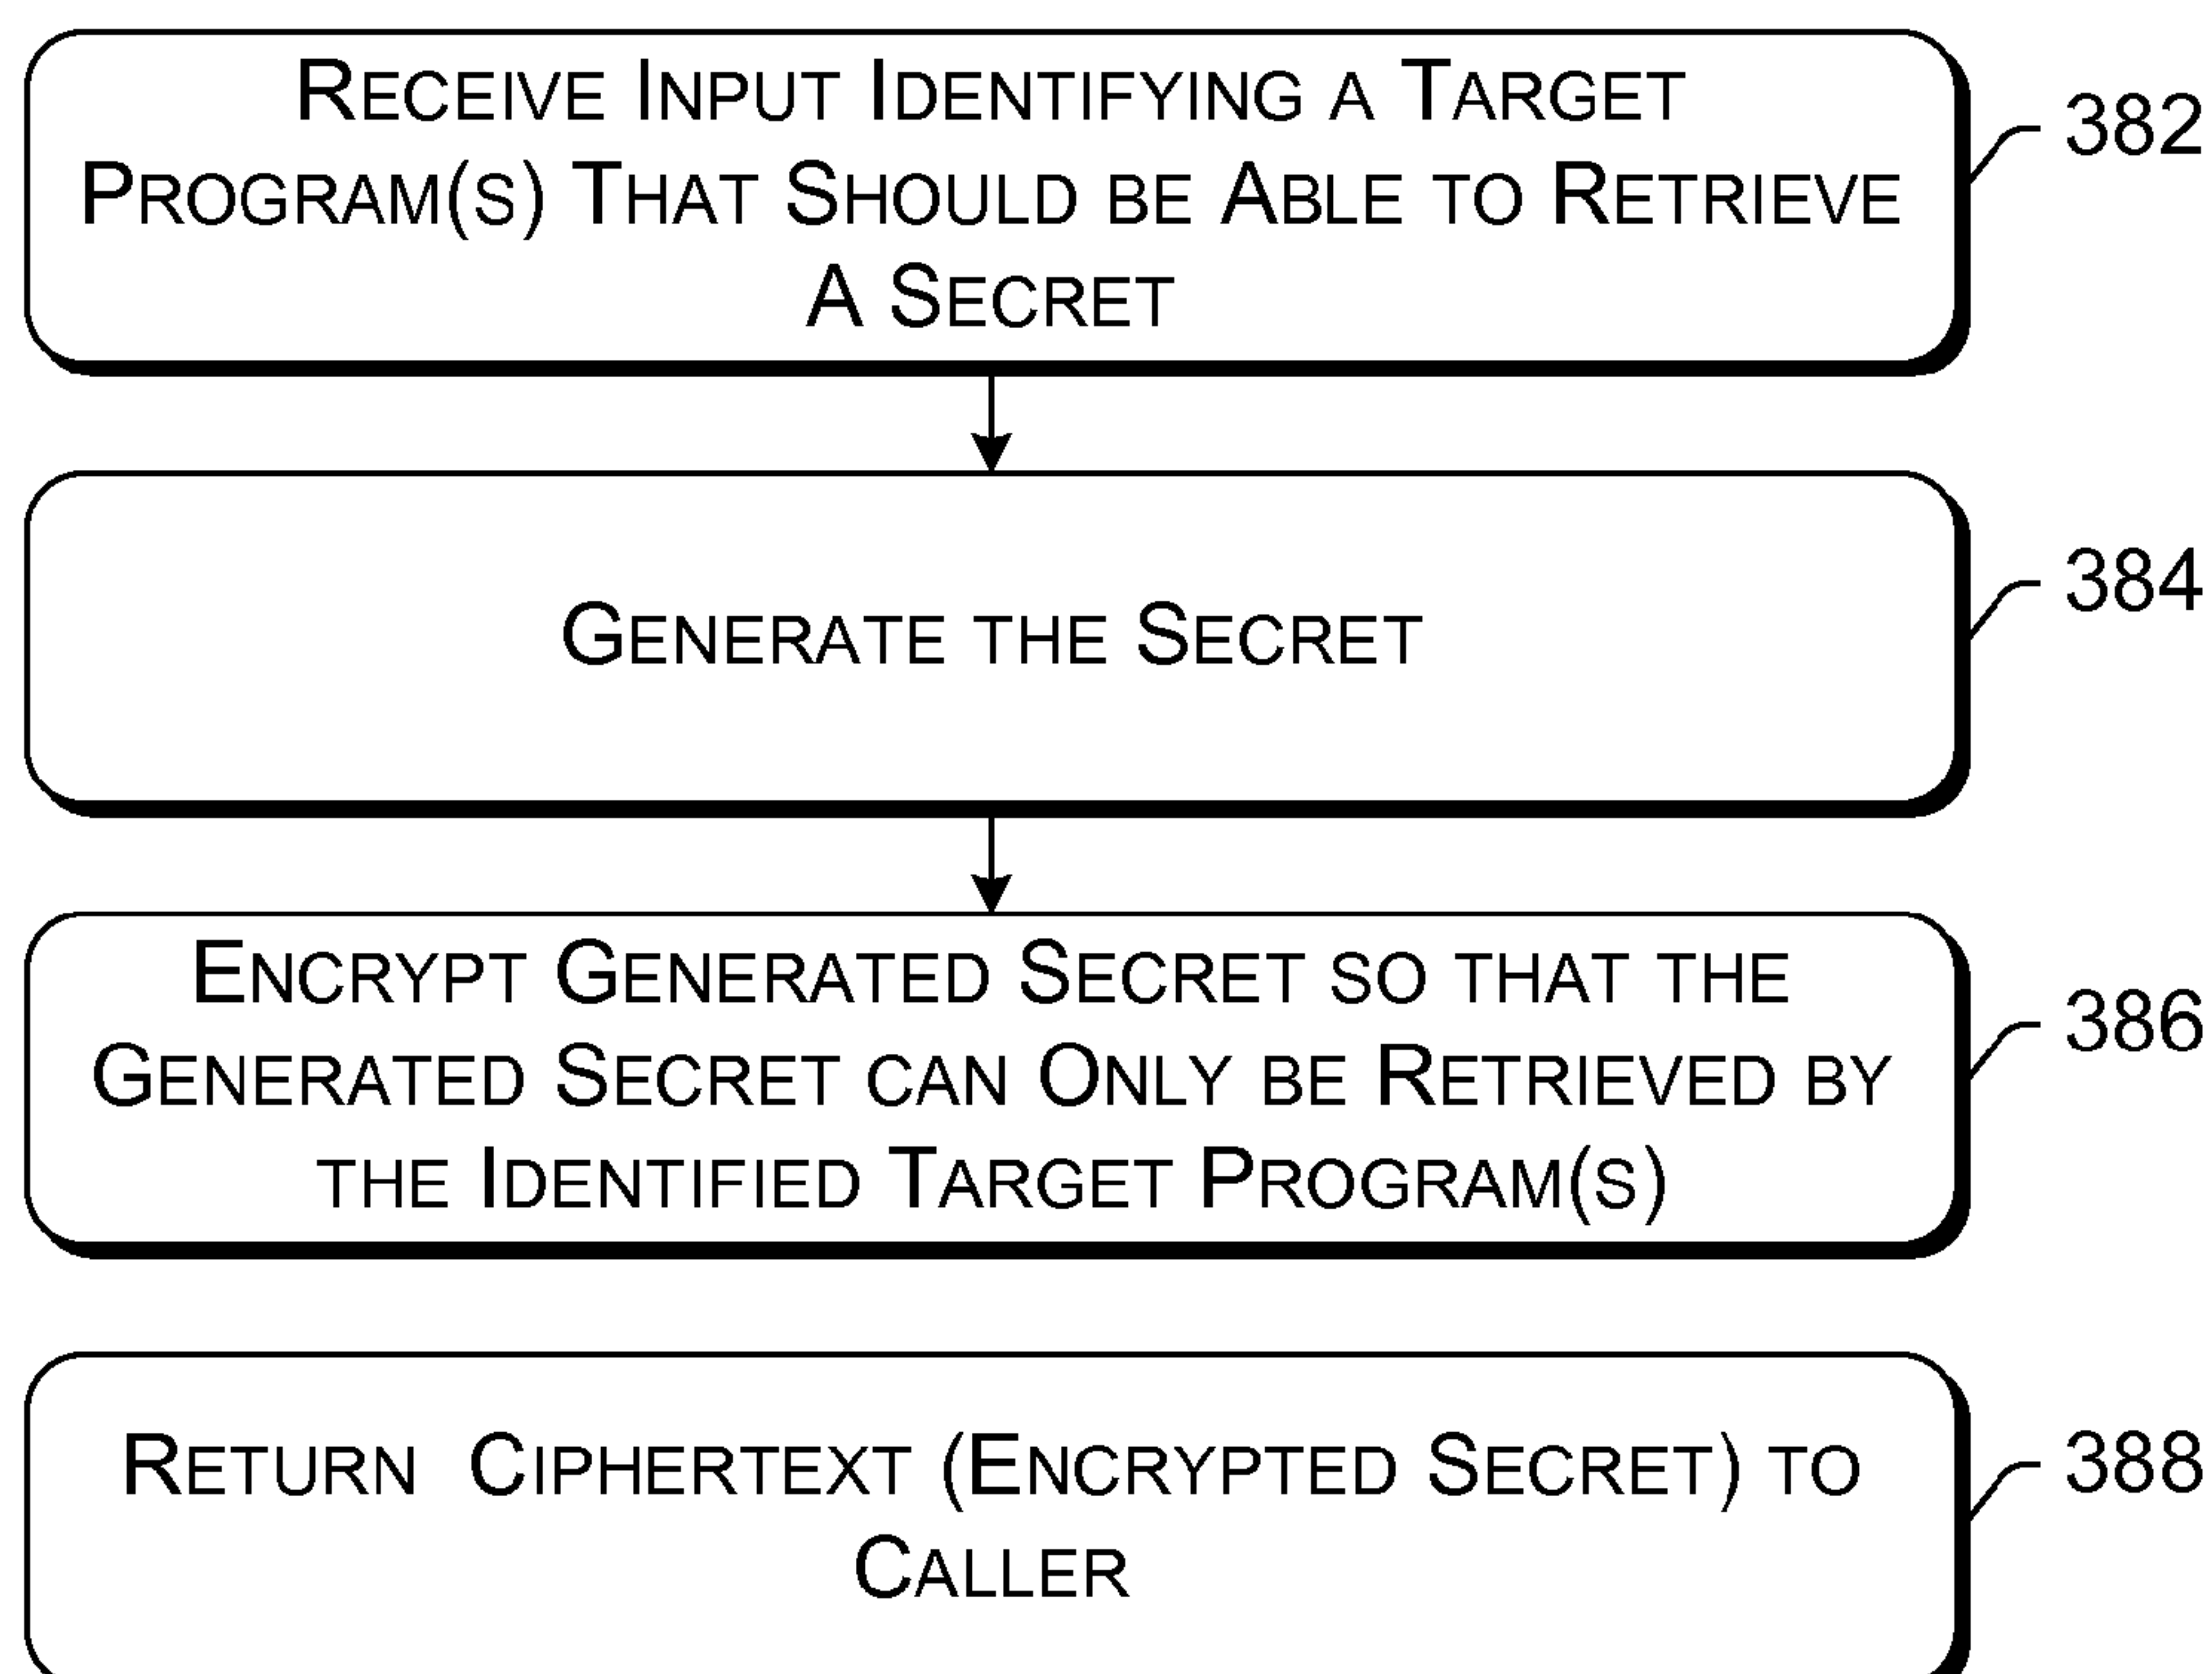 RECEIVE INPUT IDENTIFYING A TARGET
PROGRAM(S) THAT SHOULD BE ABLE TO RETRIEVE
A SECRET
382
GENERATE THE SECRET
384
ENCRYPT GENERATED SECRET SO THAT THE
GENERATED SECRET CAN ONLY BE RETRIEVED BY
THE IDENTIFIED TARGET PROGRAM(S)
386
RETURN CIPHERTEXT (ENCRYPTED SECRET) TO
CALLER
388